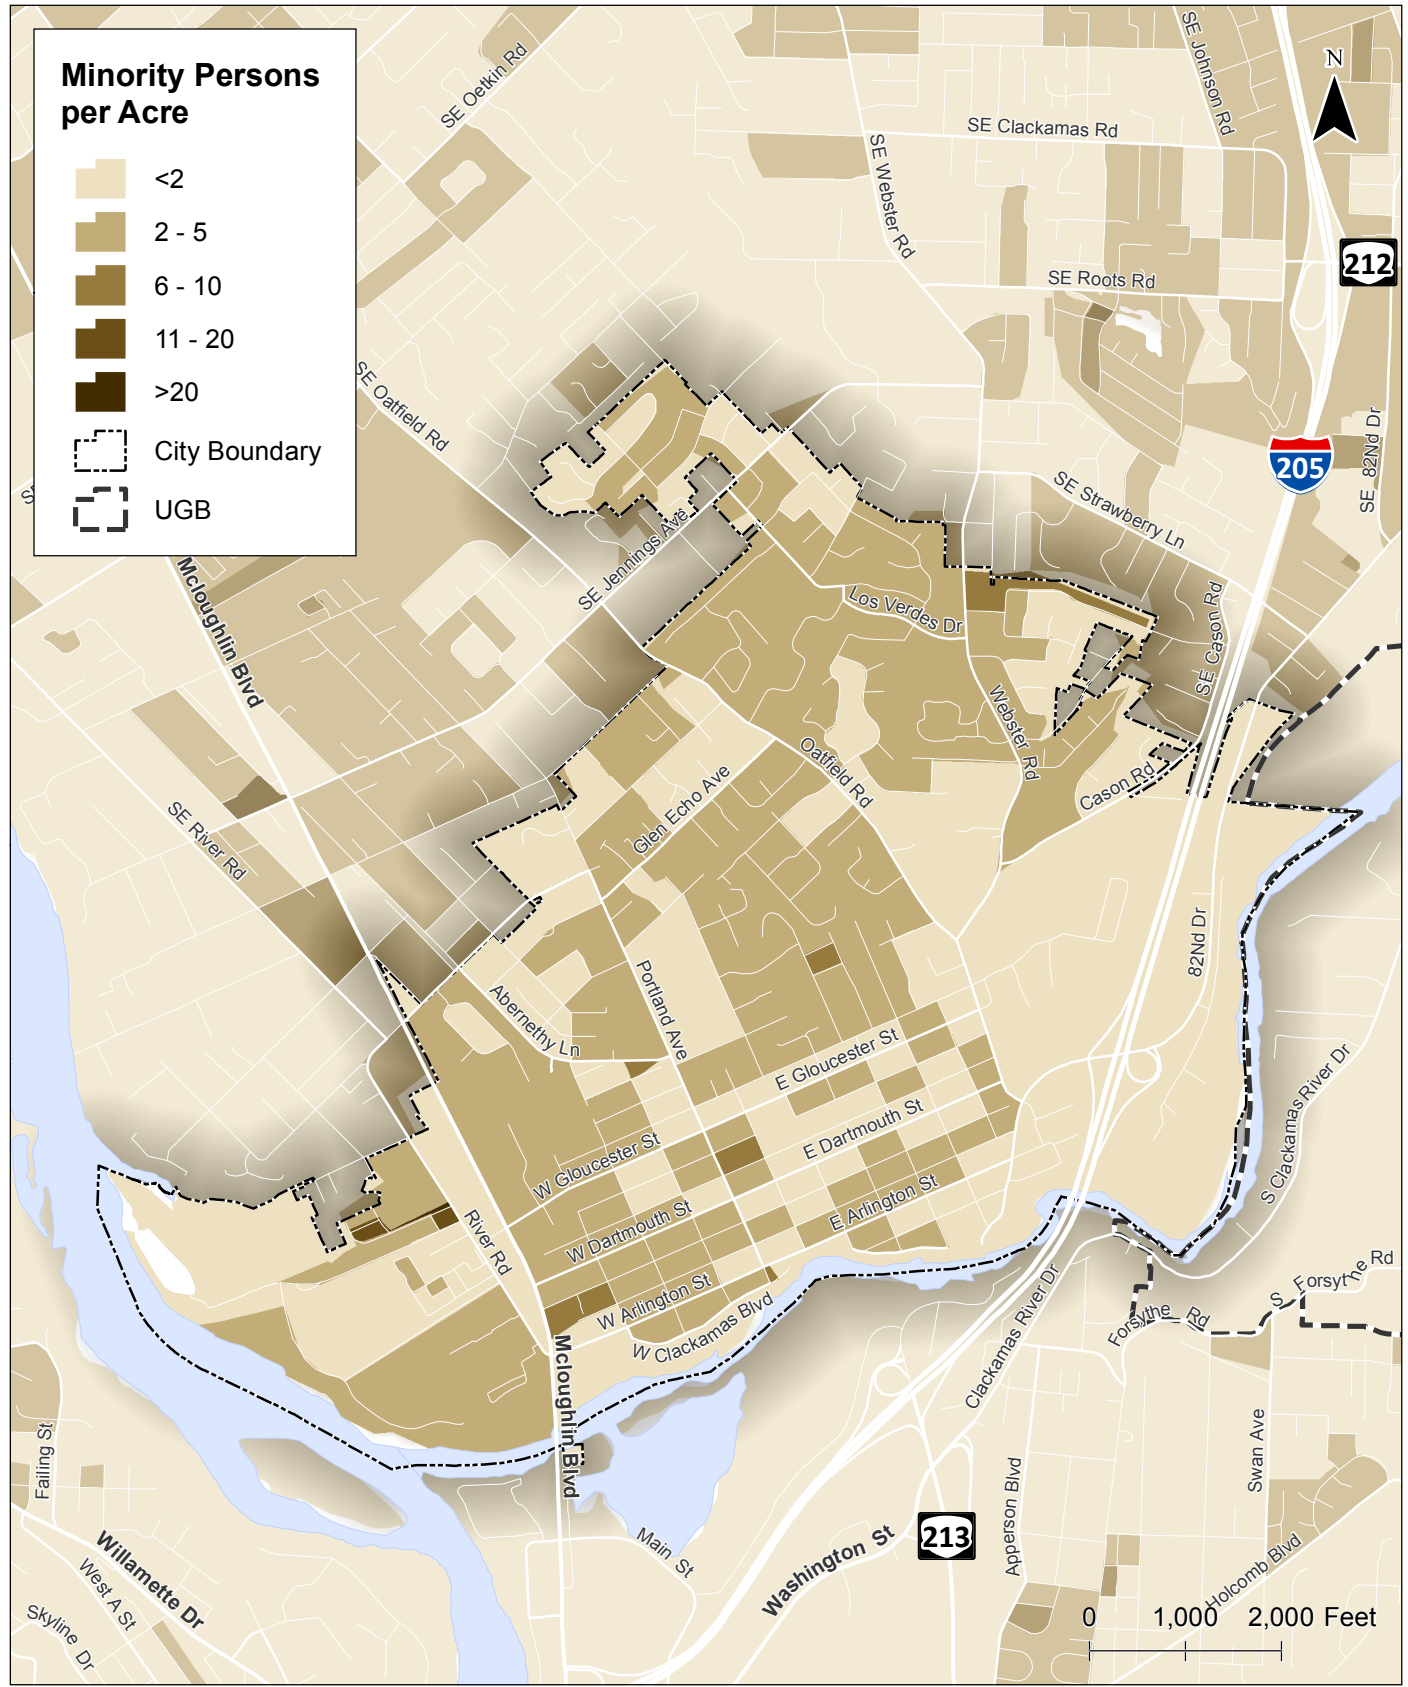 Minority Persons
per Acre
<2
2 - 5
6 - 10
11 - 20
>20
City Boundary
UGB
N
SE Oetkin Rd
SE Johnson Rd
SE Clackamas Rd
SE Webster Rd
212
SE Roots Rd
SE Oatfield Rd
SE 82Nd Dr
205
SE Strawberry Ln
SE Jennings Ave
Mcloughlin Blvd
Los Verdes Dr
SE Cason Rd
Webster Rd
Oatfield Rd
Cason Rd
Glen Echo Ave
SE River Rd
82Nd Dr
Portland Ave
Abernethy Ln
E Gloucester St
S Clackamas River Dr
E Dartmouth St
W Gloucester St
E Arlington St
W Dartmouth St
River Rd
S Forsythe Rd
W Arlington St
Forsythe Rd
W Clackamas Blvd
Clackamas River Dr
Mcloughlin Blvd
Failing St
Swan Ave
Apperson Blvd
213
Main St
Washington St
Willamette Dr
West A St
Holcomb Blvd
Skyline Dr
0 1,000 2,000 Feet